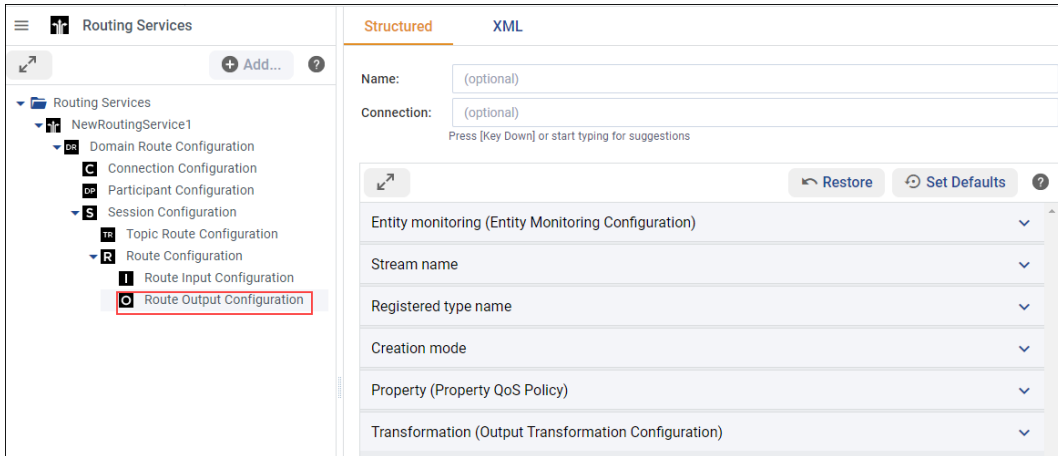 Routing Services
Add...
Routing Services
NewRoutingService1
DR Domain Route Configuration
C Connection Configuration
DP Participant Configuration
S Session Configuration
TR Topic Route Configuration
R Route Configuration
I Route Input Configuration
O Route Output Configuration
Structured XML
Name: (optional)
Connection: (optional)
Press [Key Down] or start typing for suggestions
Restore Set Defaults
Entity monitoring (Entity Monitoring Configuration)
Stream name
Registered type name
Creation mode
Property (Property QoS Policy)
Transformation (Output Transformation Configuration)